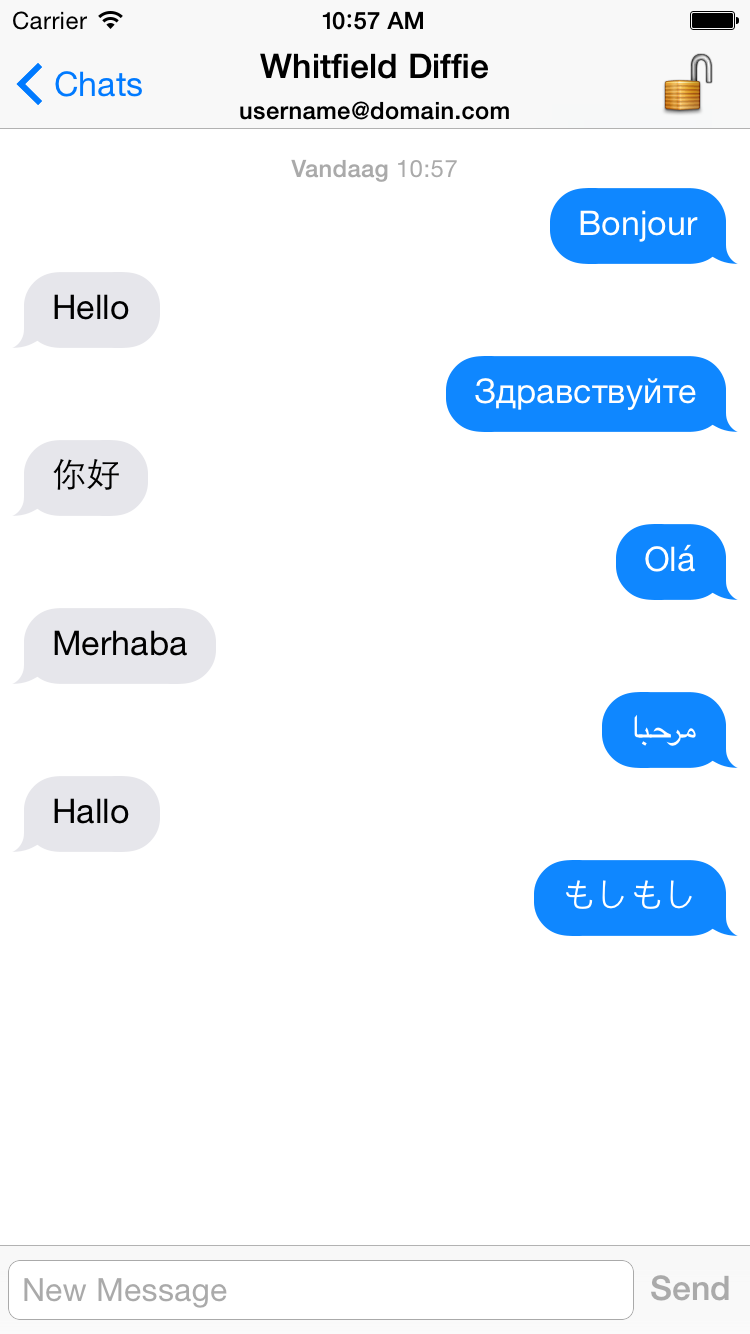 Carrier 10:57 AM
Chats
Whitfield Diffie
username@domain.com
Vandaag 10:57
Bonjour
Hello
Здравствуйте
你好
Olá
Merhaba
مرحبا
Hallo
もしもし
New Message Send